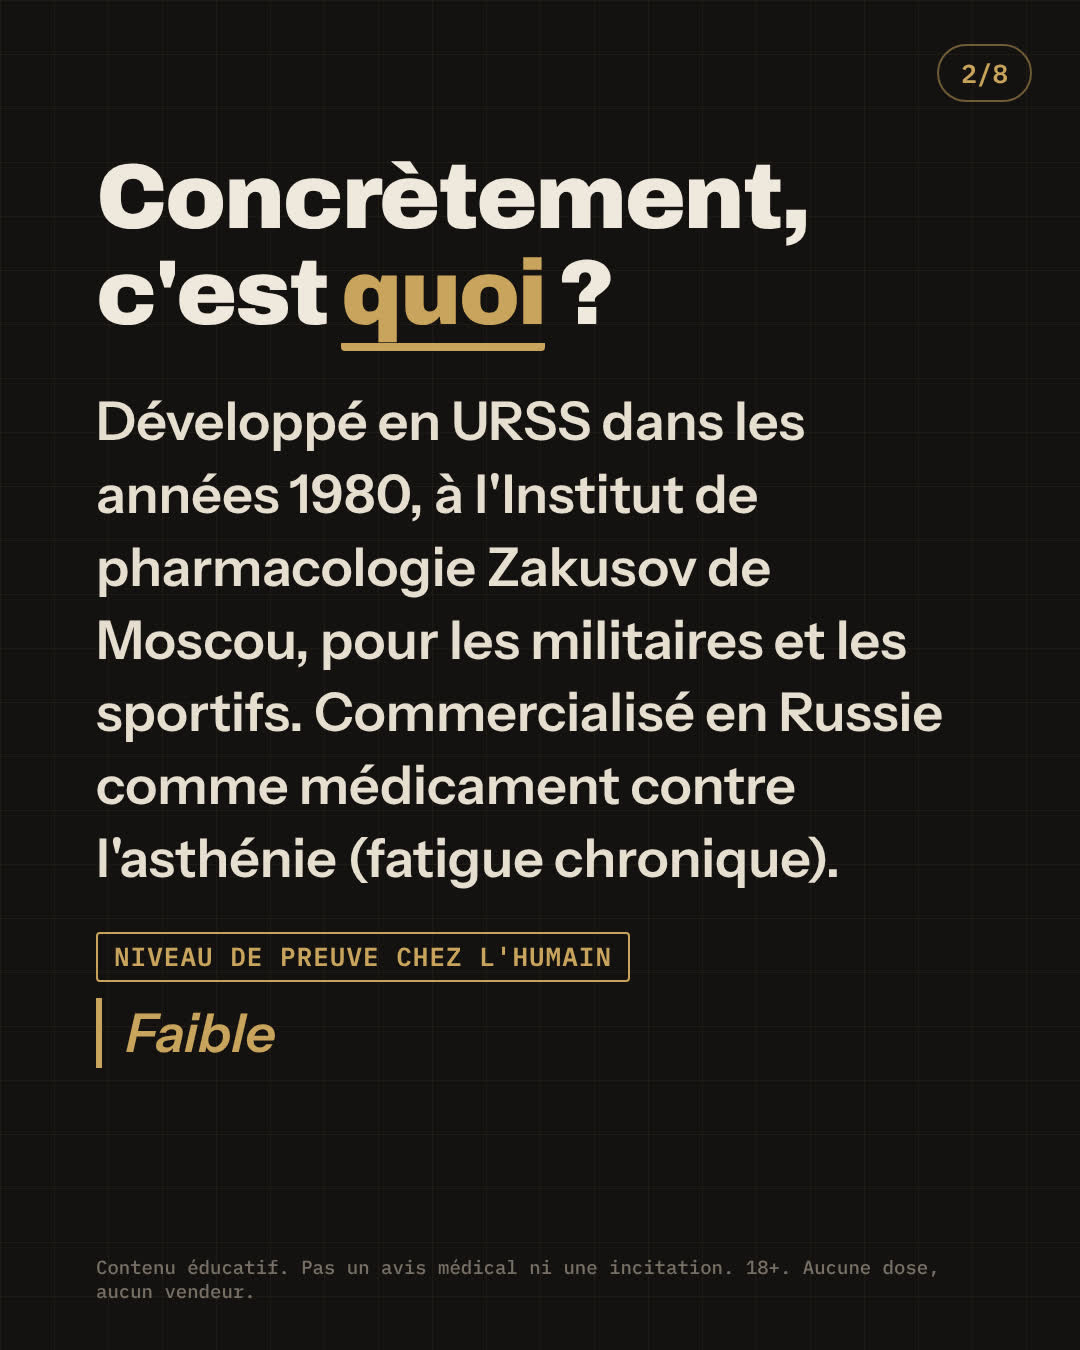 2/8
Concrètement,
c'est quoi ?
Développé en URSS dans les
années 1980, à l'Institut de
pharmacologie Zakusov de
Moscou, pour les militaires et les
sportifs. Commercialisé en Russie
comme médicament contre
l'asthénie (fatigue chronique).
NIVEAU DE PREUVE CHEZ L'HUMAIN
Faible
Contenu éducatif. Pas un avis médical ni une incitation. 18+. Aucune dose,
aucun vendeur.